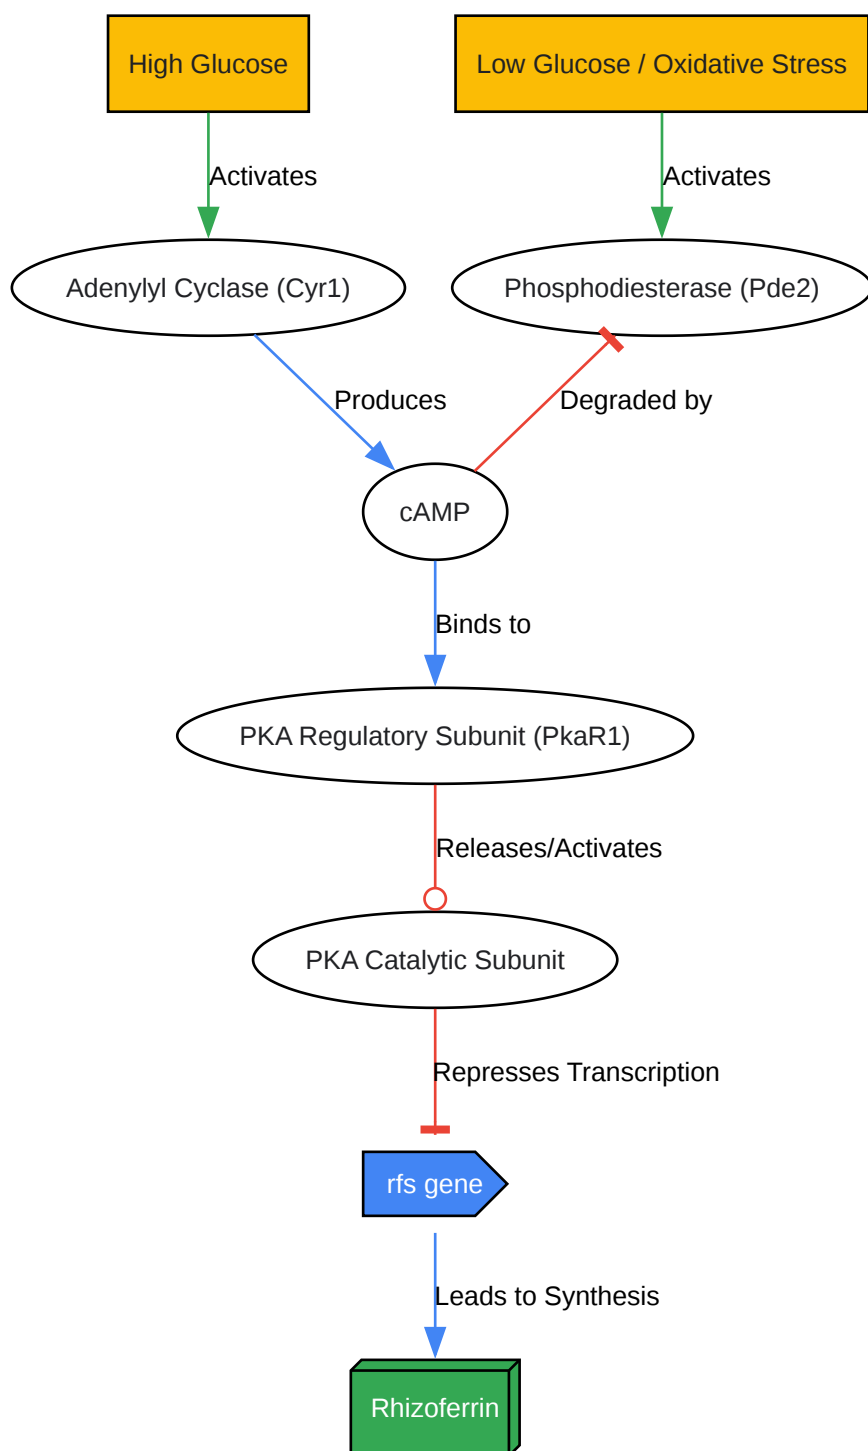 High Glucose
Low Glucose / Oxidative Stress
Activates
Activates
Adenylyl Cyclase (Cyr1)
Phosphodiesterase (Pde2)
Produces
Degraded by
cAMP
Binds to
PKA Regulatory Subunit (PkaR1)
Releases/Activates
PKA Catalytic Subunit
Represses Transcription
rfs gene
Leads to Synthesis
Rhizoferrin